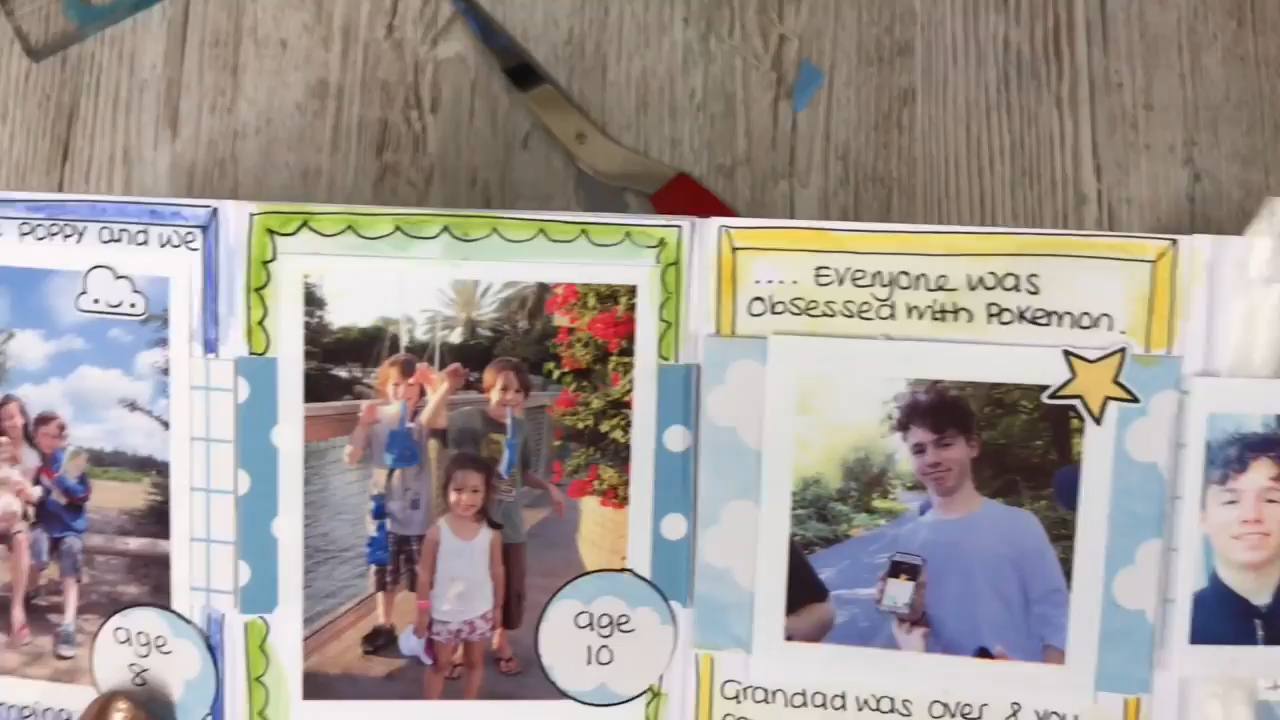 POPPY and we
.... Everyone was
Obsessed with Pokemon.
age
8
age
10
Grandad was over & you